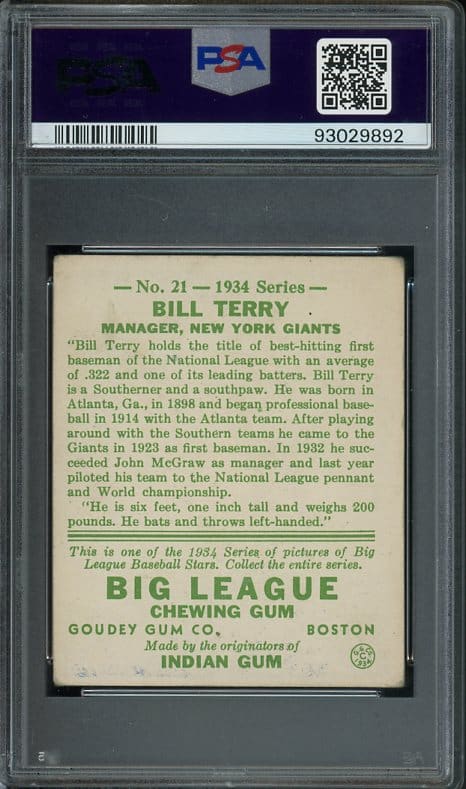 PSA
PSA
93029892
— No. 21 — 1934 Series —
BILL TERRY
MANAGER, NEW YORK GIANTS
"Bill Terry holds the title of best-hitting first
baseman of the National League with an average
of .322 and one of its leading batters. Bill Terry
is a Southerner and a southpaw. He was born in
Atlanta, Ga., in 1898 and began professional base-
ball in 1914 with the Atlanta team. After playing
around with the Southern teams he came to the
Giants in 1923 as first baseman. In 1932 he suc-
ceeded John McGraw as manager and last year
piloted his team to the National League pennant
and World championship.
"He is six feet, one inch tall and weighs 200
pounds. He bats and throws left-handed."
This is one of the 1934 Series of pictures of Big
League Baseball Stars. Collect the entire series.
BIG LEAGUE
CHEWING GUM
GOUDEY GUM CO. BOSTON
Made by the originators of
INDIAN GUM
G. G. Co.
C
1934